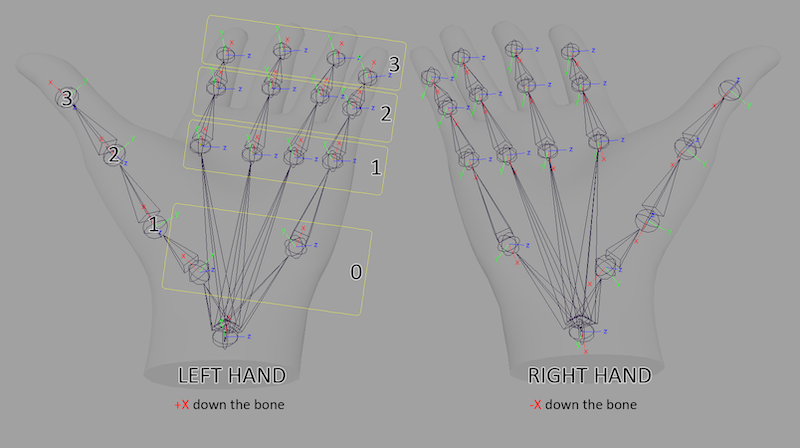 3
3
2
2
1
1
0
LEFT HAND
RIGHT HAND
+X down the bone
-X down the bone